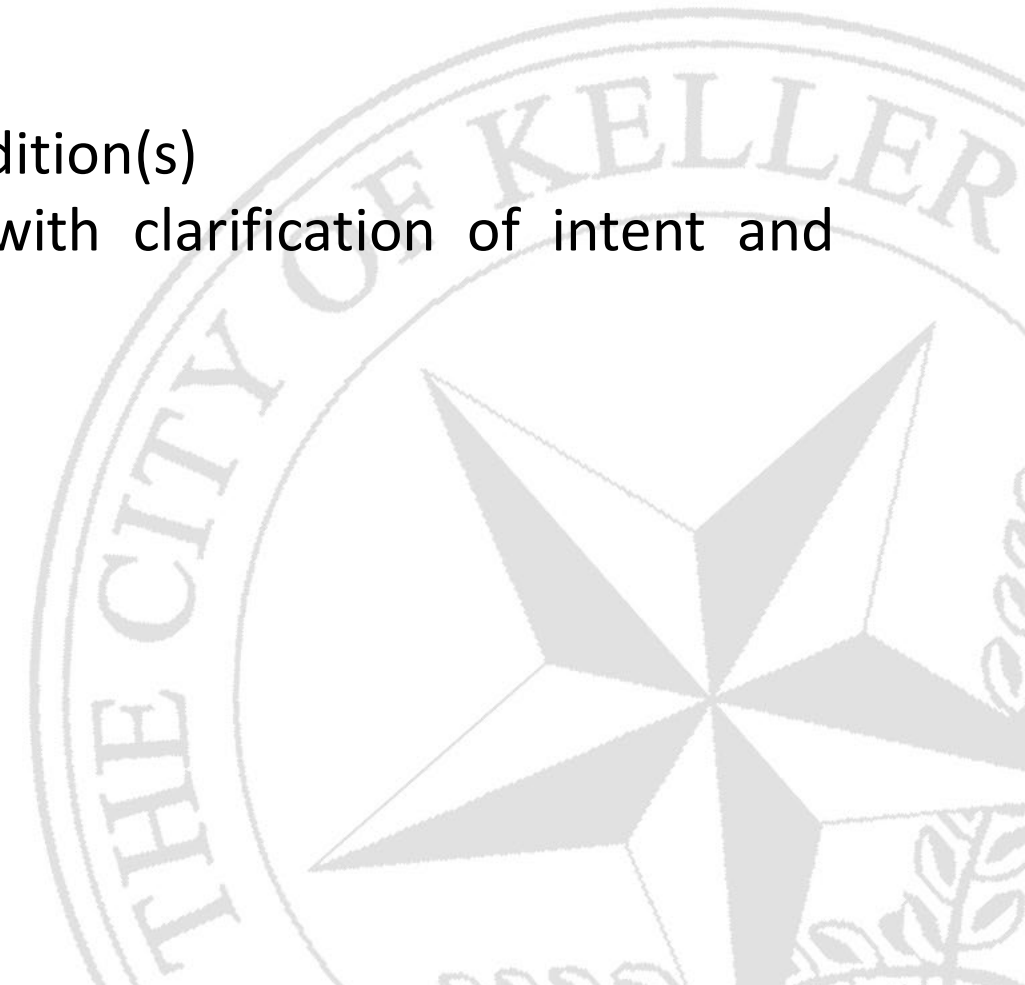 THE CITY OF KELLER
dition(s)
with clarification of intent and